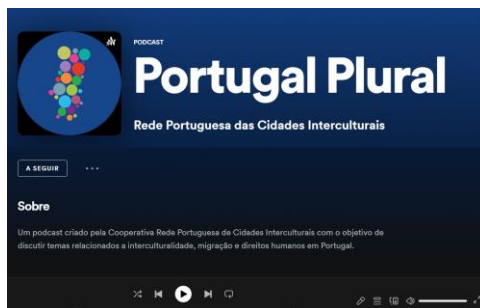 PODCAST
Portugal Plural
Rede Portuguesa das Cidades Interculturais
A SEGUIR
Sobre
Um podcast criado pela Cooperativa Rede Portuguesa de Cidades Interculturais com o objetivo de
discutir temas relacionados a interculturalidade, migração e direitos humanos em Portugal.